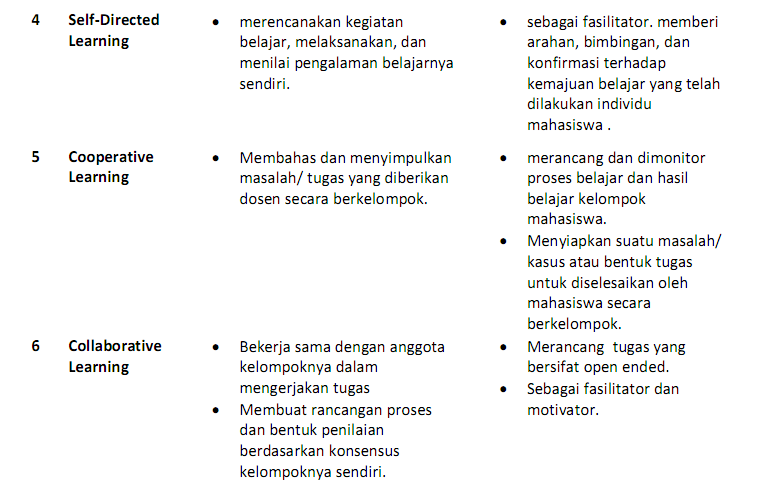 4
Self-Directed
Learning
• merencanakan kegiatan
belajar, melaksanakan, dan
menilai pengalaman belajarnya
sendiri.
• sebagai fasilitator. memberi
arahan, bimbingan, dan
konfirmasi terhadap
kemajuan belajar yang telah
dilakukan individu
mahasiswa .
5
Cooperative
Learning
• Membahas dan menyimpulkan
masalah/ tugas yang diberikan
dosen secara berkelompok.
• merancang dan dimonitor
proses belajar dan hasil
belajar kelompok
mahasiswa.
• Menyiapkan suatu masalah/
kasus atau bentuk tugas
untuk diselesaikan oleh
mahasiswa secara
berkelompok.
6
Collaborative
Learning
• Bekerja sama dengan anggota
kelompoknya dalam
mengerjakan tugas
• Membuat rancangan proses
dan bentuk penilaian
berdasarkan konsensus
kelompoknya sendiri.
• Merancang tugas yang
bersifat open ended.
• Sebagai fasilitator dan
motivator.